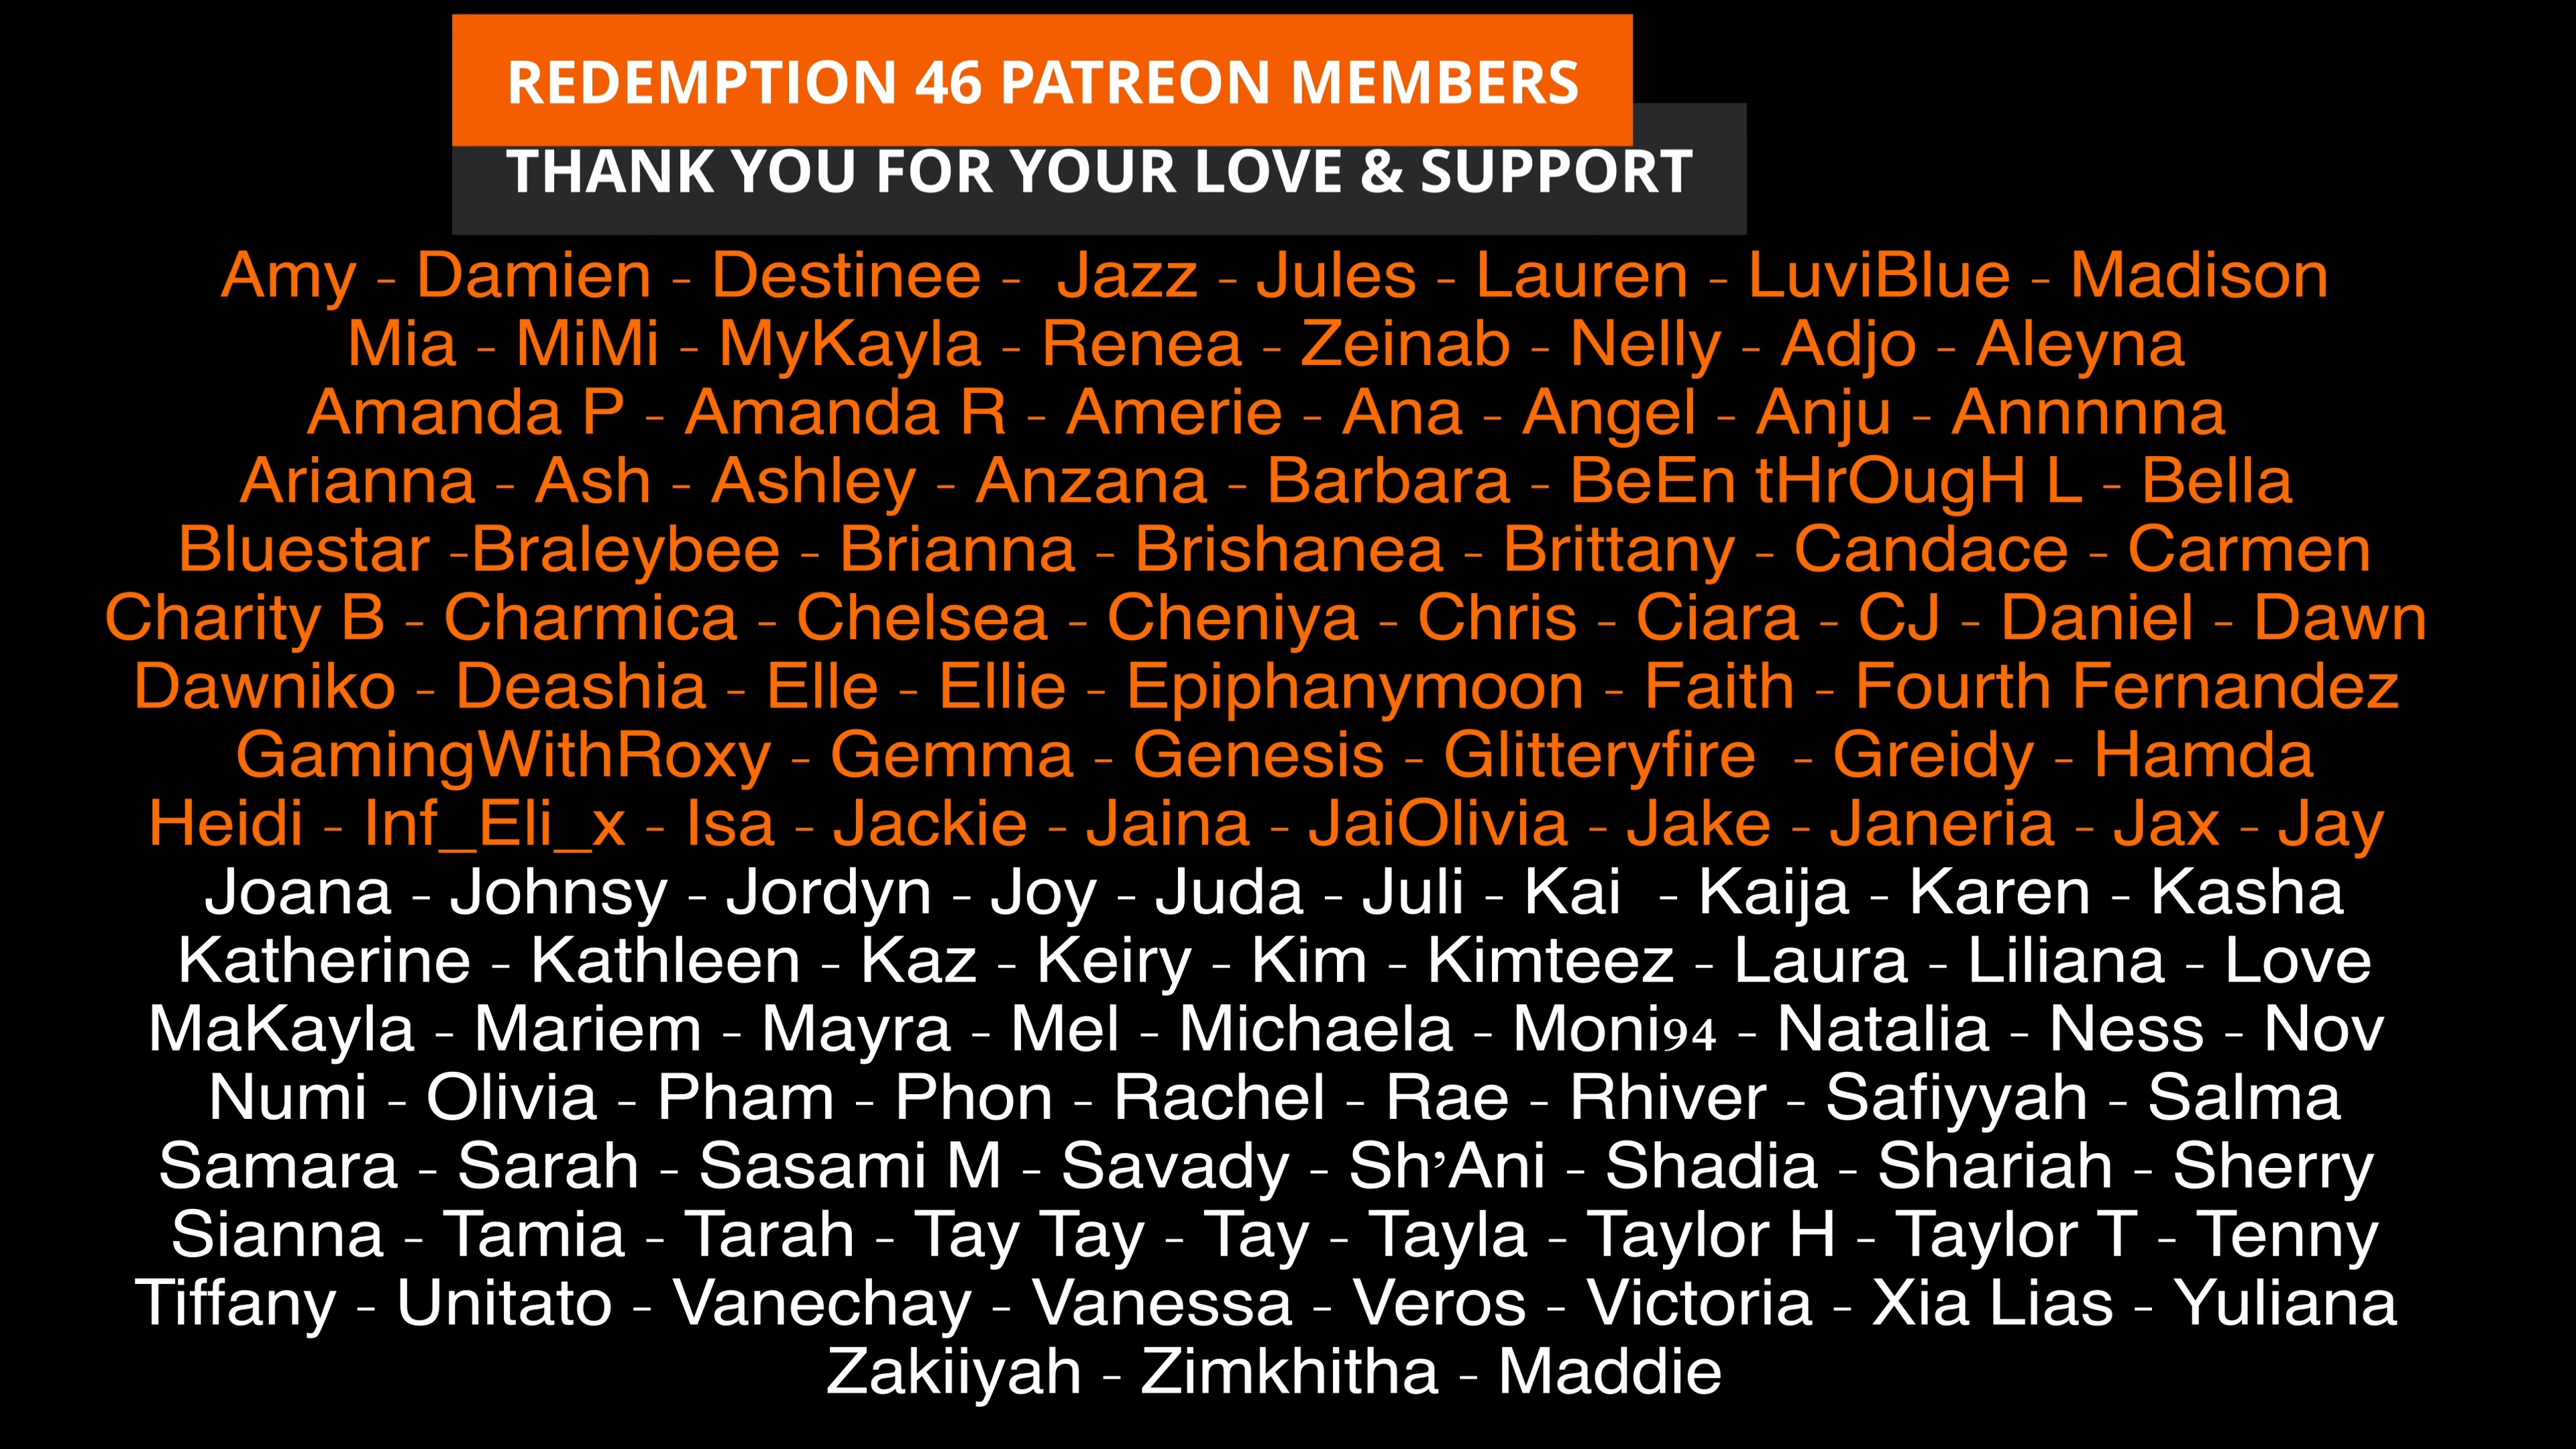 REDEMPTION 46 PATREON MEMBERS
THANK YOU FOR YOUR LOVE & SUPPORT
Amy - Damien - Destinee -  Jazz - Jules - Lauren - LuviBlue - Madison
Mia - MiMi - MyKayla - Renea - Zeinab - Nelly - Adjo - Aleyna
Amanda P - Amanda R - Amerie - Ana - Angel - Anju - Annnnna
Arianna - Ash - Ashley - Anzana - Barbara - BeEn tHrOugH L - Bella
Bluestar -Braleybee - Brianna - Brishanea - Brittany - Candace - Carmen
Charity B - Charmica - Chelsea - Cheniya - Chris - Ciara - CJ - Daniel - Dawn
Dawniko - Deashia - Elle - Ellie - Epiphanymoon - Faith - Fourth Fernandez
GamingWithRoxy - Gemma - Genesis - Glitteryfire  - Greidy - Hamda
Heidi - Inf_Eli_x - Isa - Jackie - Jaina - JaiOlivia - Jake - Janeria - Jax - Jay
Joana - Johnsy - Jordyn - Joy - Juda - Juli - Kai  - Kaija - Karen - Kasha
Katherine - Kathleen - Kaz - Keiry - Kim - Kimteez - Laura - Liliana - Love
MaKayla - Mariem - Mayra - Mel - Michaela - Moni94 - Natalia - Ness - Nov
Numi - Olivia - Pham - Phon - Rachel - Rae - Rhiver - Safiyyah - Salma
Samara - Sarah - Sasami M - Savady - Sh’Ani - Shadia - Shariah - Sherry
Sianna - Tamia - Tarah - Tay Tay - Tay - Tayla - Taylor H - Taylor T - Tenny
Tiffany - Unitato - Vanechay - Vanessa - Veros - Victoria - Xia Lias - Yuliana
Zakiiyah - Zimkhitha - Maddie